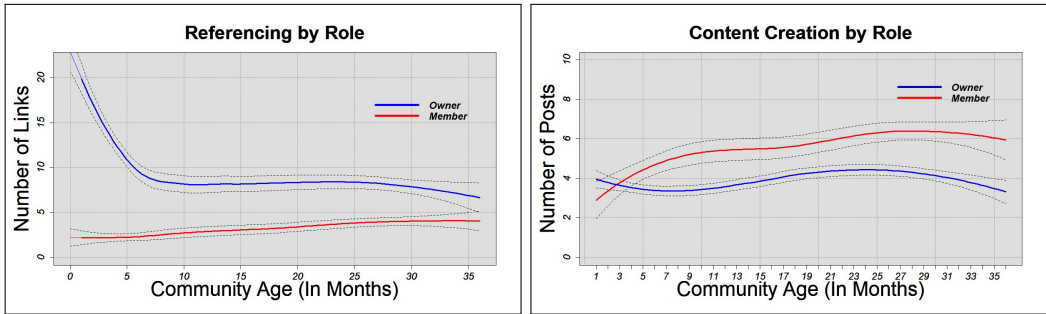 Referencing by Role
Number of Links
20
15
10
5
0
Owner
Member
0 5 10 15 20 25 30 35
Community Age (In Months)
Content Creation by Role
Number of Posts
10
8
6
4
2
0
Owner
Member
1 3 5 7 9 11 13 15 17 19 21 23 25 27 29 31 33 35
Community Age (In Months)